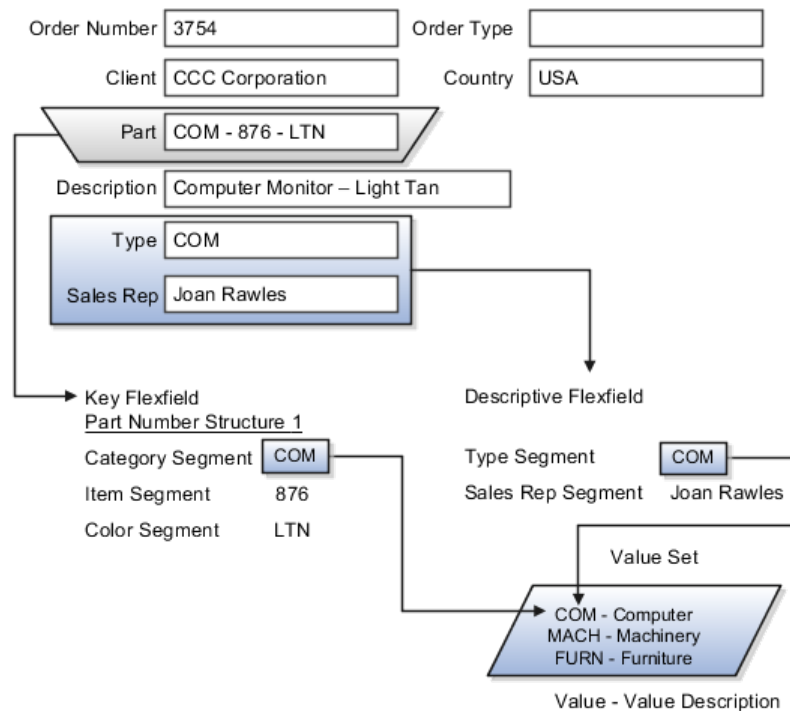 Order Number 3754 Order Type
Client CCC Corporation Country USA
Part COM - 876 - LTN
Description Computer Monitor – Light Tan
Type COM
Sales Rep Joan Rawles
Key Flexfield
Part Number Structure 1
Category Segment COM
Item Segment 876
Color Segment LTN
Descriptive Flexfield
Type Segment COM
Sales Rep Segment Joan Rawles
Value Set
COM - Computer
MACH - Machinery
FURN - Furniture
Value - Value Description